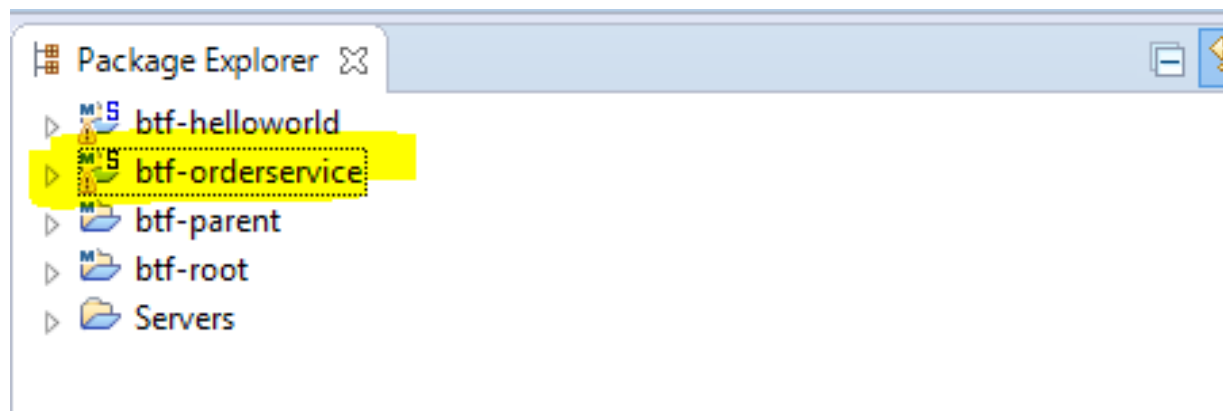 Package Explorer
btf-helloworld
btf-orderservice
btf-parent
btf-root
Servers